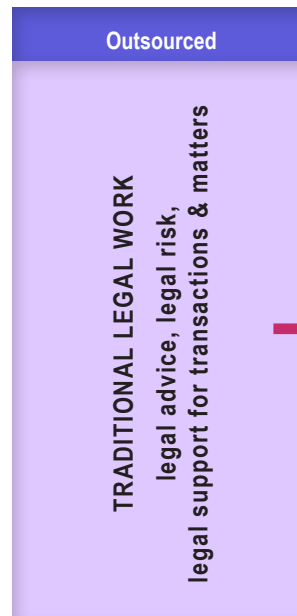 Outsourced
TRADITIONAL LEGAL WORK
legal advice, legal risk,
legal support for transactions & matters